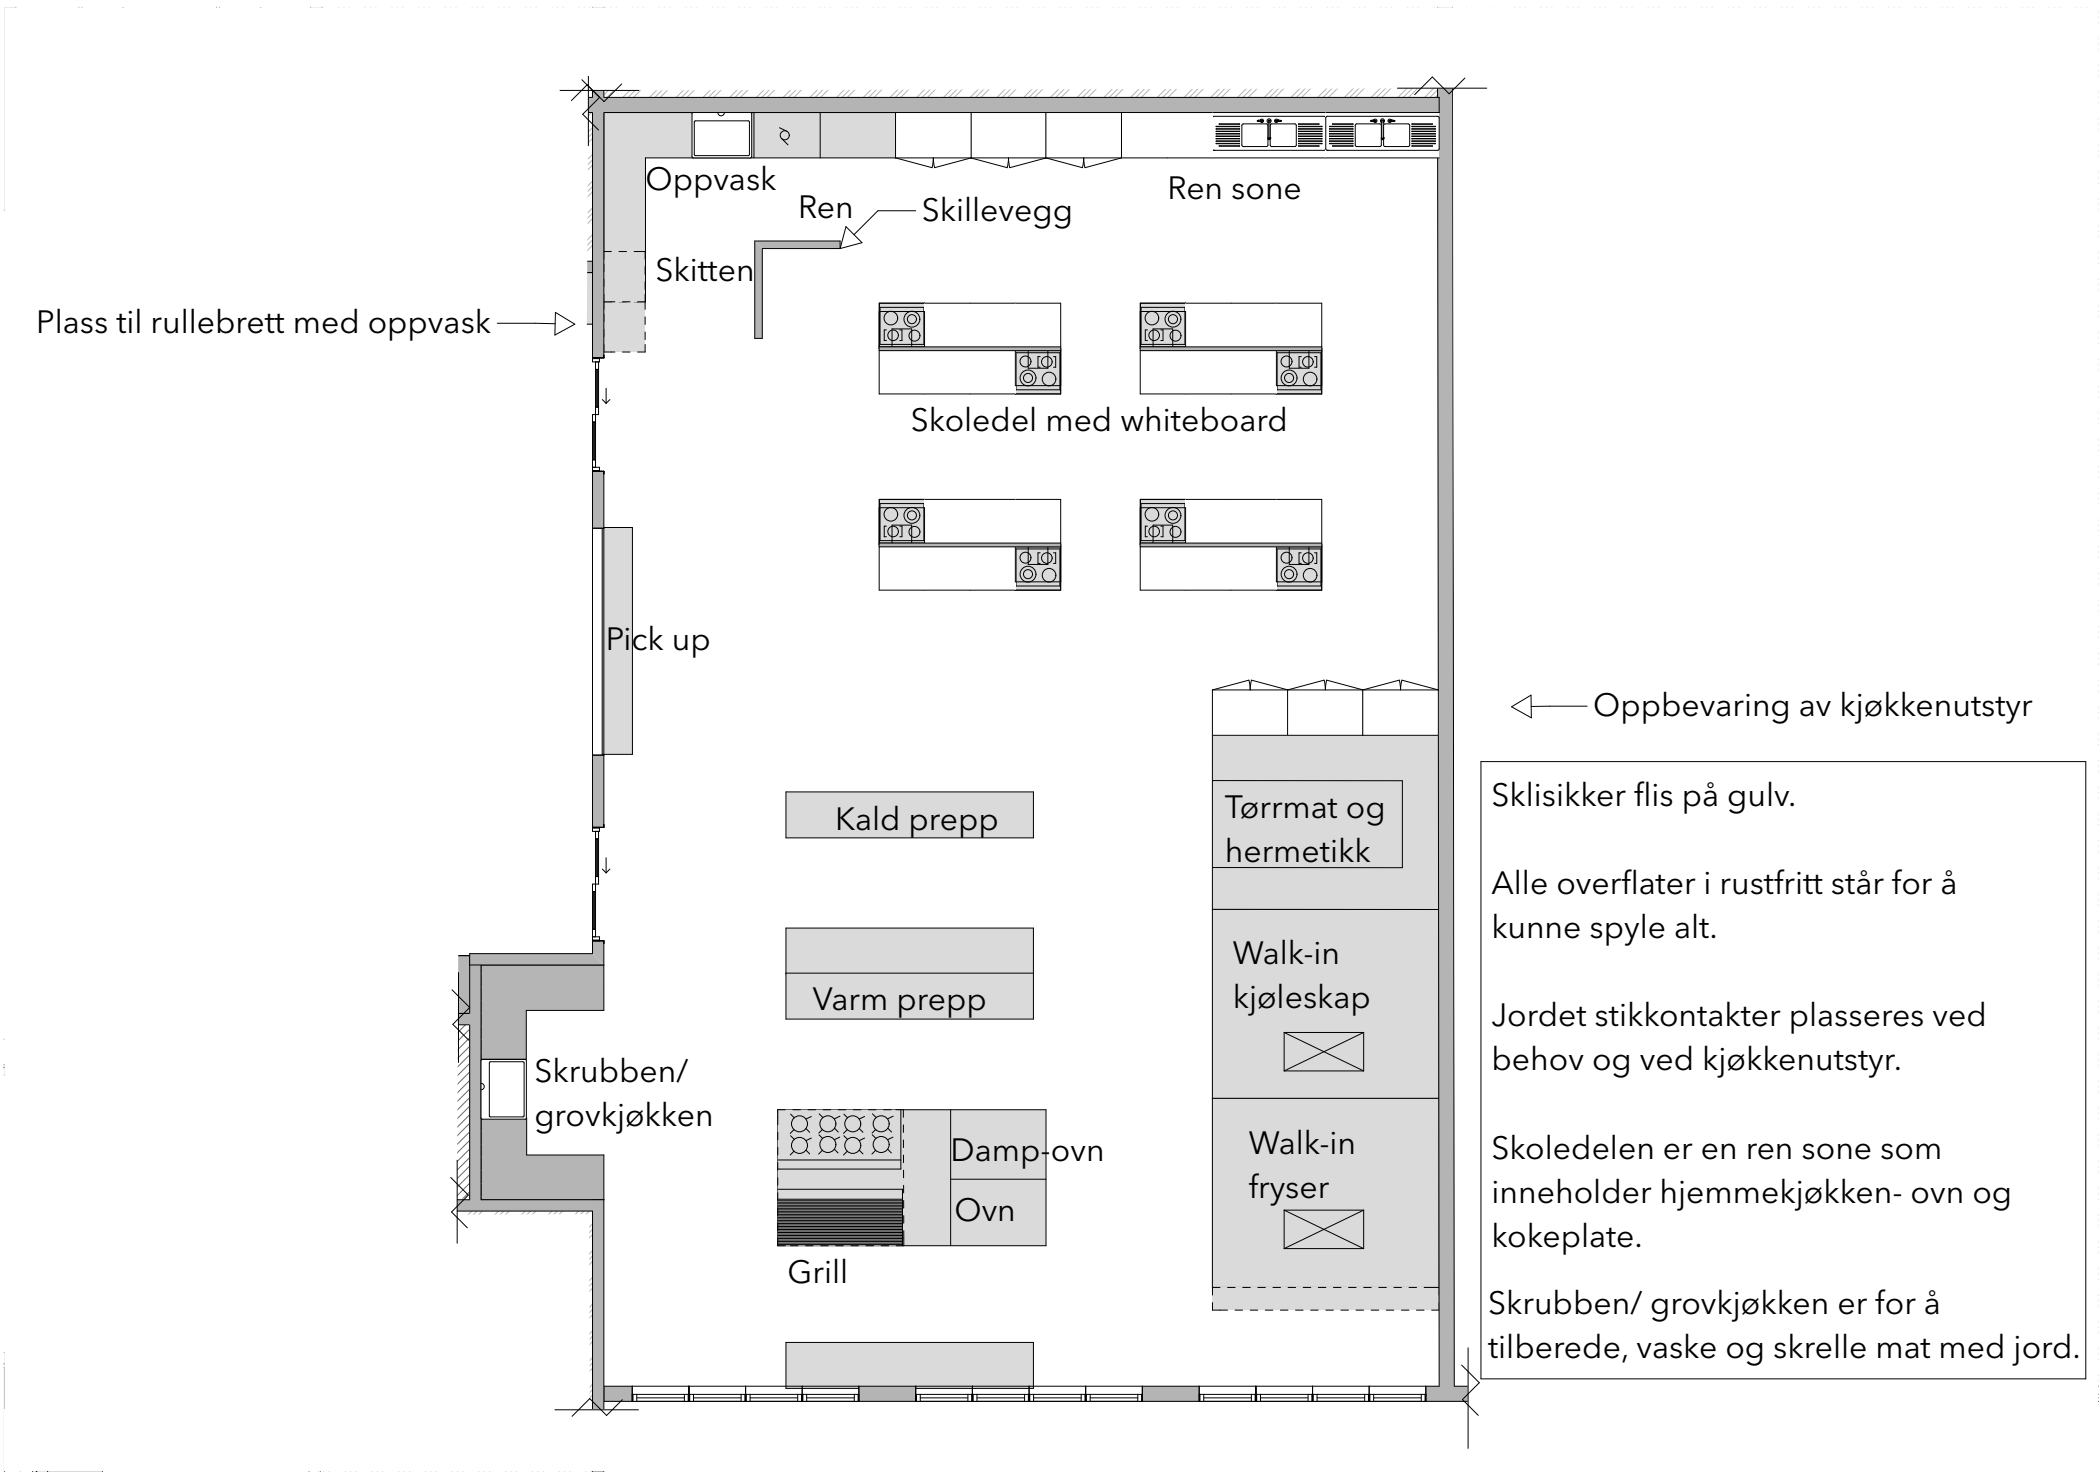 Oppvask
Ren
Skillevegg
Ren sone
Skitten
Plass til rullebrett med oppvask
Skoledel med whiteboard
Pick up
Oppbevaring av kjøkkenutstyr
Kald prepp
Tørrmat og
hermetikk
Varm prepp
Walk-in
kjøleskap
Skrubben/
grovkjøkken
Damp-ovn
Ovn
Grill
Walk-in
fryser
Sklisikker flis på gulv.
Alle overflater i rustfritt står for å
kunne spyle alt.
Jordet stikkontakter plasseres ved
behov og ved kjøkkenutstyr.
Skoledelen er en ren sone som
inneholder hjemmekjøkken- ovn og
kokeplate.
Skrubben/ grovkjøkken er for å
tilberede, vaske og skrelle mat med jord.